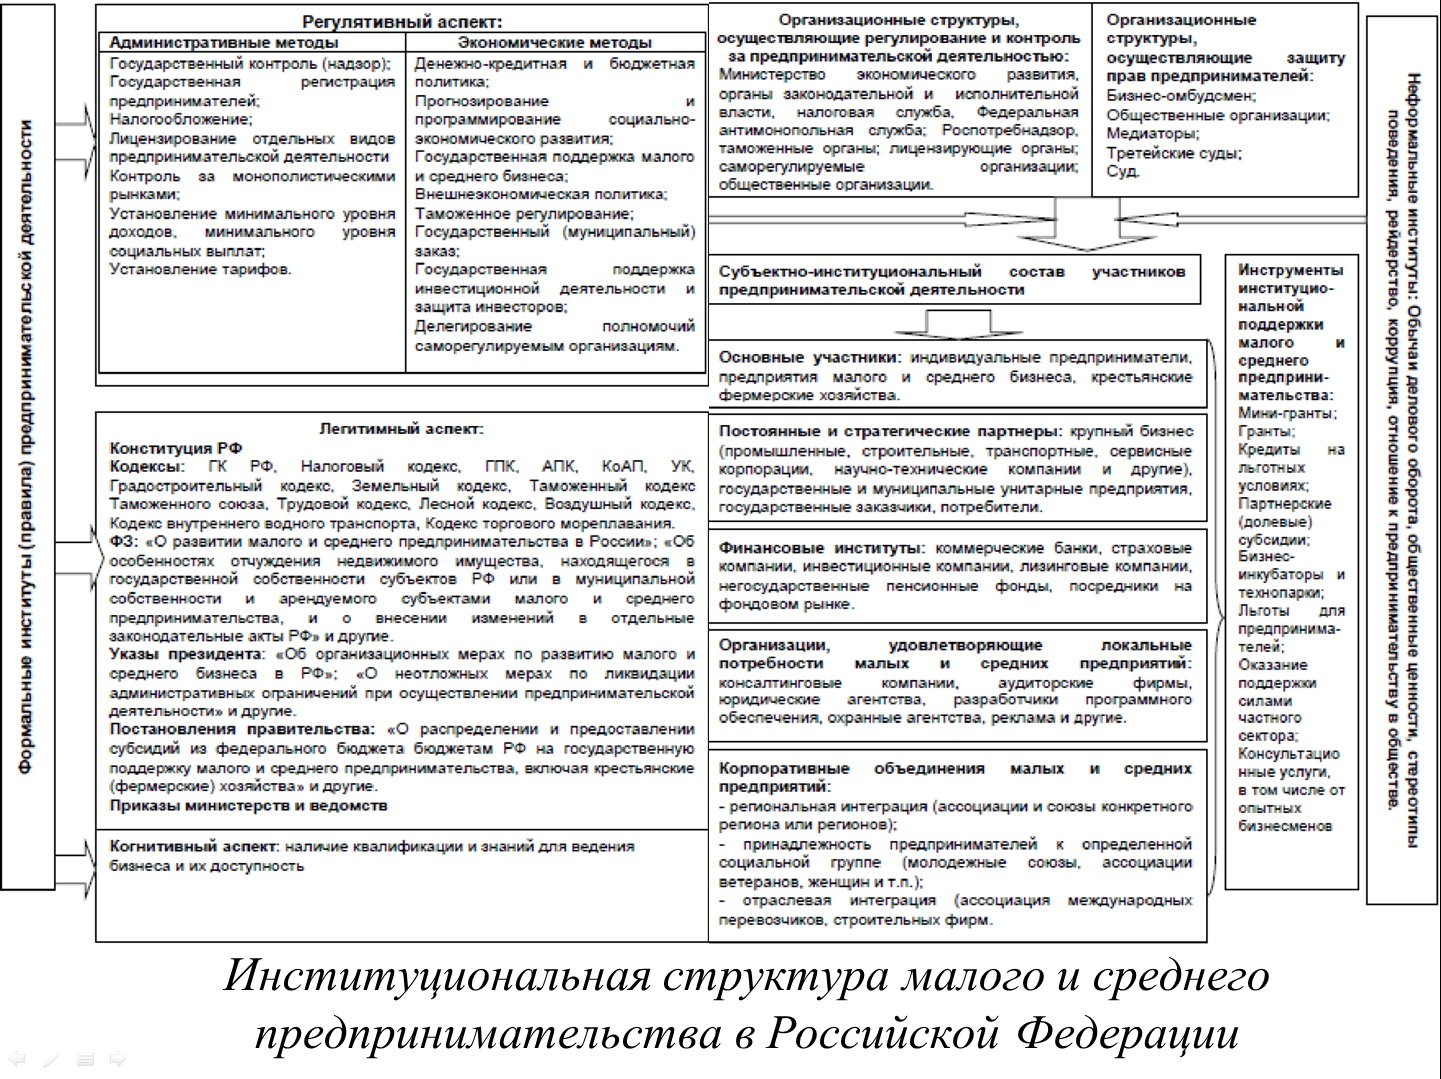 Формальные институты (правила) предпринимательской деятельности
Регулятивный аспект:
Административные методы
Государственный контроль (надзор);
Государственная регистрация
предпринимателей;
Налогообложение;
Лицензирование отдельных видов
предпринимательской деятельности
Контроль за монополистическими
рынками;
Установление минимального уровня
доходов, минимального уровня
социальных выплат;
Установление тарифов.
Экономические методы
Денежно-кредитная и бюджетная
политика;
Прогнозирование и
программирование социально-
экономического развития;
Государственная поддержка малого
и среднего бизнеса;
Внешнеэкономическая политика;
Таможенное регулирование;
Государственный (муниципальный)
заказ;
Государственная поддержка
инвестиционной деятельности и
защита инвесторов;
Делегирование полномочий
саморегулируемым организациям.
Легитимный аспект:
Конституция РФ
Кодексы: ГК РФ, Налоговый кодекс, ГПК, АПК, КоАП, УК,
Градостроительный кодекс, Земельный кодекс, Таможенный кодекс
Таможенного союза, Трудовой кодекс, Лесной кодекс, Воздушный кодекс,
Кодекс внутреннего водного транспорта, Кодекс торгового мореплавания.
ФЗ: «О развитии малого и среднего предпринимательства в России»; «Об
особенностях отчуждения недвижимого имущества, находящегося в
государственной собственности субъектов РФ или в муниципальной
собственности и арендуемого субъектами малого и среднего
предпринимательства, и о внесении изменений в отдельные
законодательные акты РФ» и другие.
Указы президента: «Об организационных мерах по развитию малого и
среднего бизнеса в РФ»; «О неотложных мерах по ликвидации
административных ограничений при осуществлении предпринимательской
деятельности» и другие.
Постановления правительства: «О распределении и предоставлении
субсидий из федерального бюджета бюджетам РФ на государственную
поддержку малого и среднего предпринимательства, включая крестьянские
(фермерские) хозяйства» и другие.
Приказы министерств и ведомств
Когнитивный аспект: наличие квалификации и знаний для ведения
бизнеса и их доступность
Организационные структуры,
осуществляющие регулирование и контроль
за предпринимательской деятельностью:
Министерство экономического развития,
органы законодательной и исполнительной
власти, налоговая служба, Федеральная
антимонопольная служба; Роспотребнадзор,
таможенные органы; лицензирующие органы;
саморегулируемые организации;
общественные организации.
Организационные
структуры,
осуществляющие защиту
прав предпринимателей:
Бизнес-омбудсмен;
Общественные организации;
Медиаторы;
Третейские суды;
Суд.
Субъектно-институциональный состав участников
предпринимательской деятельности
Основные участники: индивидуальные предприниматели,
предприятия малого и среднего бизнеса, крестьянские
фермерские хозяйства.
Постоянные и стратегические партнеры: крупный бизнес
(промышленные, строительные, транспортные, сервисные
корпорации, научно-технические компании и другие),
государственные и муниципальные унитарные предприятия,
государственные заказчики, потребители.
Финансовые институты: коммерческие банки, страховые
компании, инвестиционные компании, лизинговые компании,
негосударственные пенсионные фонды, посредники на
фондовом рынке.
Организации, удовлетворяющие локальные
потребности малых и средних предприятий:
консалтинговые компании, аудиторские фирмы,
юридические агентства, разработчики программного
обеспечения, охранные агентства, реклама и другие.
Корпоративные объединения малых и средних
предприятий:
- региональная интеграция (ассоциации и союзы конкретного
региона или регионов);
- принадлежность предпринимателей к определенной
социальной группе (молодежные союзы, ассоциации
ветеранов, женщин и т.п.);
- отраслевая интеграция (ассоциация международных
перевозчиков, строительных фирм.
Инструменты
институцио-
нальной
поддержки
малого и
среднего
предприни-
мательства:
Мини-гранты;
Гранты;
Кредиты на
льготных
условиях;
Партнерские
(долевые)
субсидии;
Бизнес-
инкубаторы и
технопарки;
Льготы для
предпринима-
телей;
Оказание
поддержки
силами
частного
сектора;
Консультацио
нные услуги,
в том числе от
опытных
бизнесменов
Неформальные институты: Обычаи делового оборота, общественные ценности, стереотипы
поведения, рейдерство, коррупция, отношение к предпринимательству в обществе.
Институциональная структура малого и среднего
предпринимательства в Российской Федерации